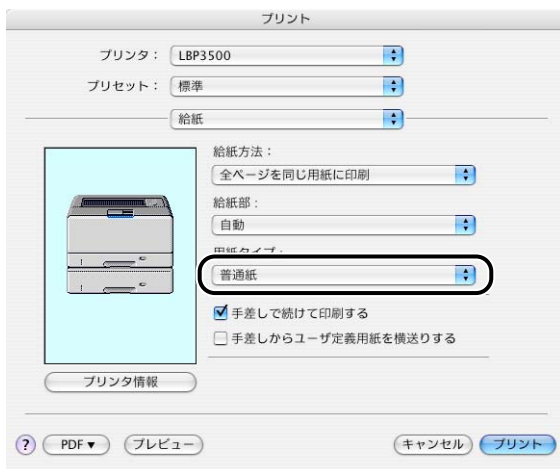 プリント
プリンタ： LBP3500
プリセット： 標準
給紙
給紙方法：
全ページを同じ用紙に印刷
給紙部：
自動
用紙タイプ：
普通紙
手差しで続けて印刷する
手差しからユーザ定義用紙を横送りする
プリンタ情報
? PDF▼ プレビュー キャンセル プリント